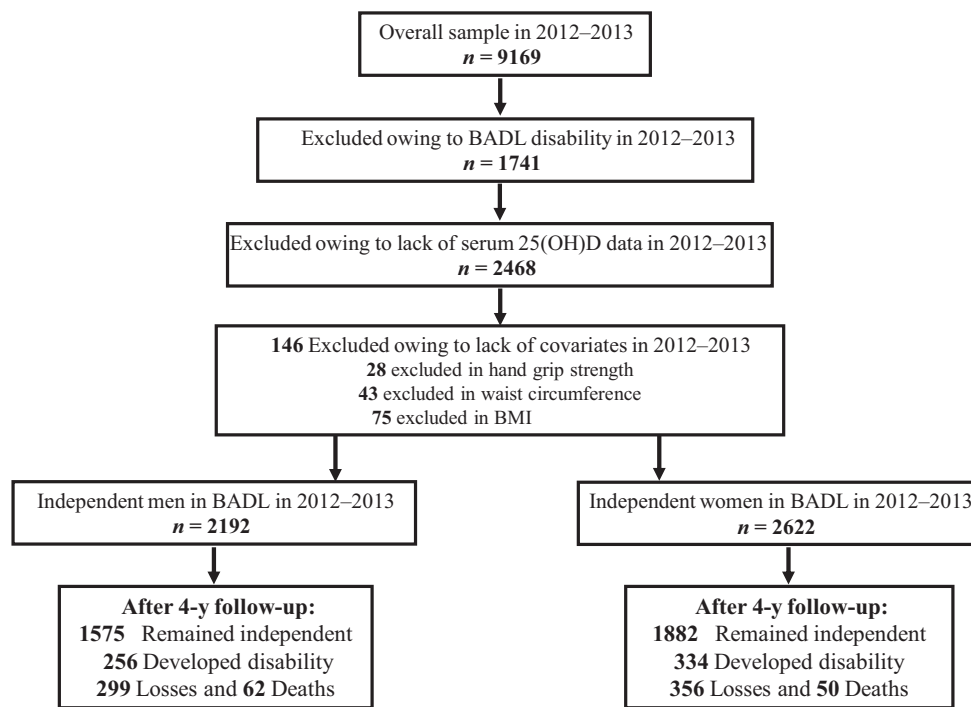 Overall sample in 2012–2013
n = 9169
Excluded owing to BADL disability in 2012–2013
n = 1741
Excluded owing to lack of serum 25(OH)D data in 2012–2013
n = 2468
146 Excluded owing to lack of covariates in 2012–2013
28 excluded in hand grip strength
43 excluded in waist circumference
75 excluded in BMI
Independent men in BADL in 2012–2013
n = 2192
Independent women in BADL in 2012–2013
n = 2622
After 4-y follow-up:
1575 Remained independent
256 Developed disability
299 Losses and 62 Deaths
After 4-y follow-up:
1882 Remained independent
334 Developed disability
356 Losses and 50 Deaths